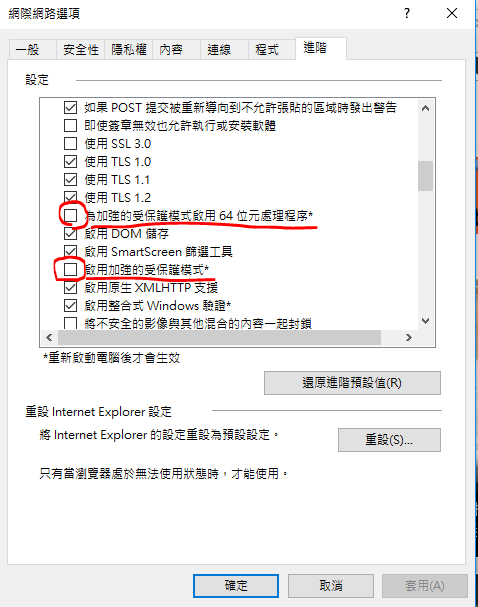 網際網路選項
一般 安全性 隱私權 內容 連線 程式 進階
設定
如果 POST 提交被重新導向到不允許張貼的區域時發出警告
即使簽章無效也允許執行或安裝軟體
使用 SSL 3.0
使用 TLS 1.0
使用 TLS 1.1
使用 TLS 1.2
為加強的受保護模式啟用 64 位元處理程序*
啟用 DOM 儲存
啟用 SmartScreen 篩選工具
啟用加強的受保護模式*
啟用原生 XMLHTTP 支援
啟用整合式 Windows 驗證*
將不安全的影像與其他混合的內容一起封鎖
*重新啟動電腦後才會生效
還原進階預設值(R)
重設 Internet Explorer 設定
將 Internet Explorer 的設定重設為預設設定。
重設(S)...
只有當瀏覽器處於無法使用狀態時，才能使用。
確定 取消 套用(A)